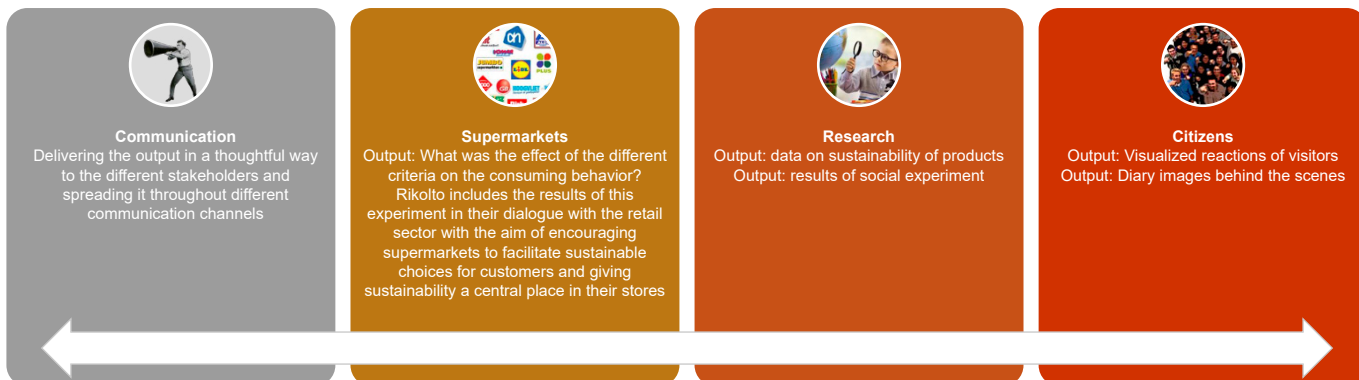 Communication
Delivering the output in a thoughtful way
to the different stakeholders and
spreading it throughout different
communication channels
JUMBO
LIDL
PLUS
HOOGVLIET
Supermarkets
Output: What was the effect of the different
criteria on the consuming behavior?
Rikolto includes the results of this
experiment in their dialogue with the retail
sector with the aim of encouraging
supermarkets to facilitate sustainable
choices for customers and giving
sustainability a central place in their stores
Research
Output: data on sustainability of products
Output: results of social experiment
Citizens
Output: Visualized reactions of visitors
Output: Diary images behind the scenes